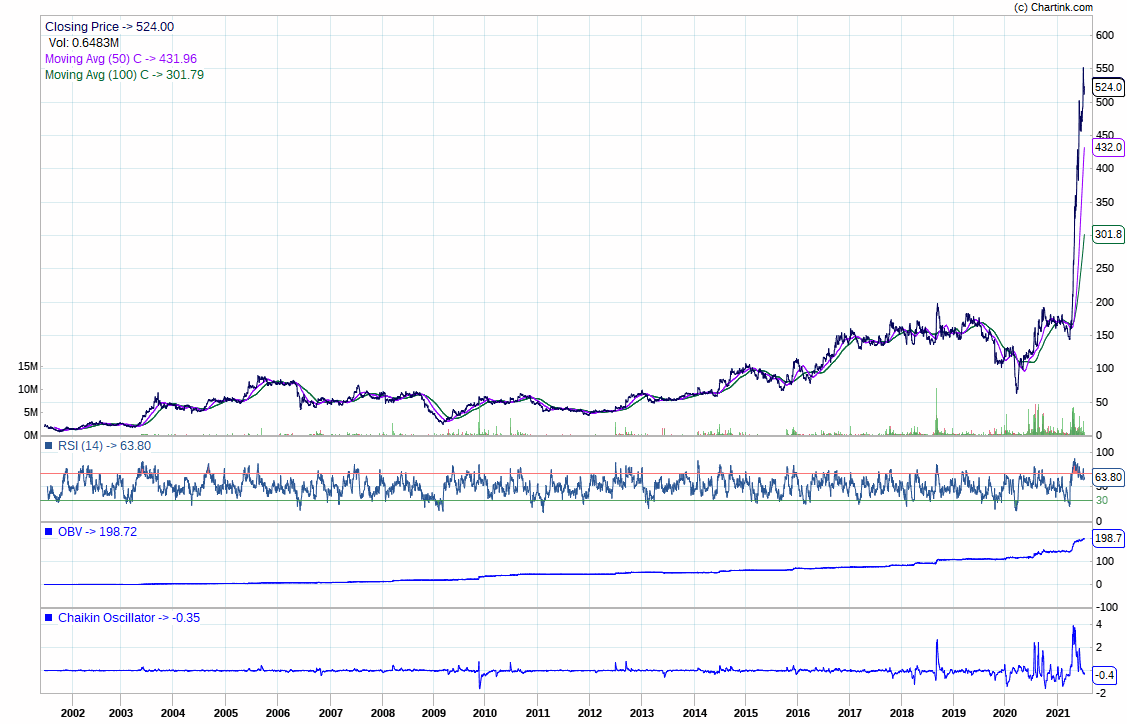 (c) Chartink.com
Closing Price -> 524.00
Vol: 0.6483M
Moving Avg (50) C -> 431.96
Moving Avg (100) C -> 301.79
600
550
524.0
500
450
432.0
400
350
301.8
250
200
150
15M 100
10M
5M 50
0M 0
RSI (14) -> 63.80
100
63.80
50
30
0
OBV -> 198.72
198.7
100
0
-100
Chaikin Oscillator -> -0.35
4
2
-0.4
-2
2002 2003 2004 2005 2006 2007 2008 2009 2010 2011 2012 2013 2014 2015 2016 2017 2018 2019 2020 2021